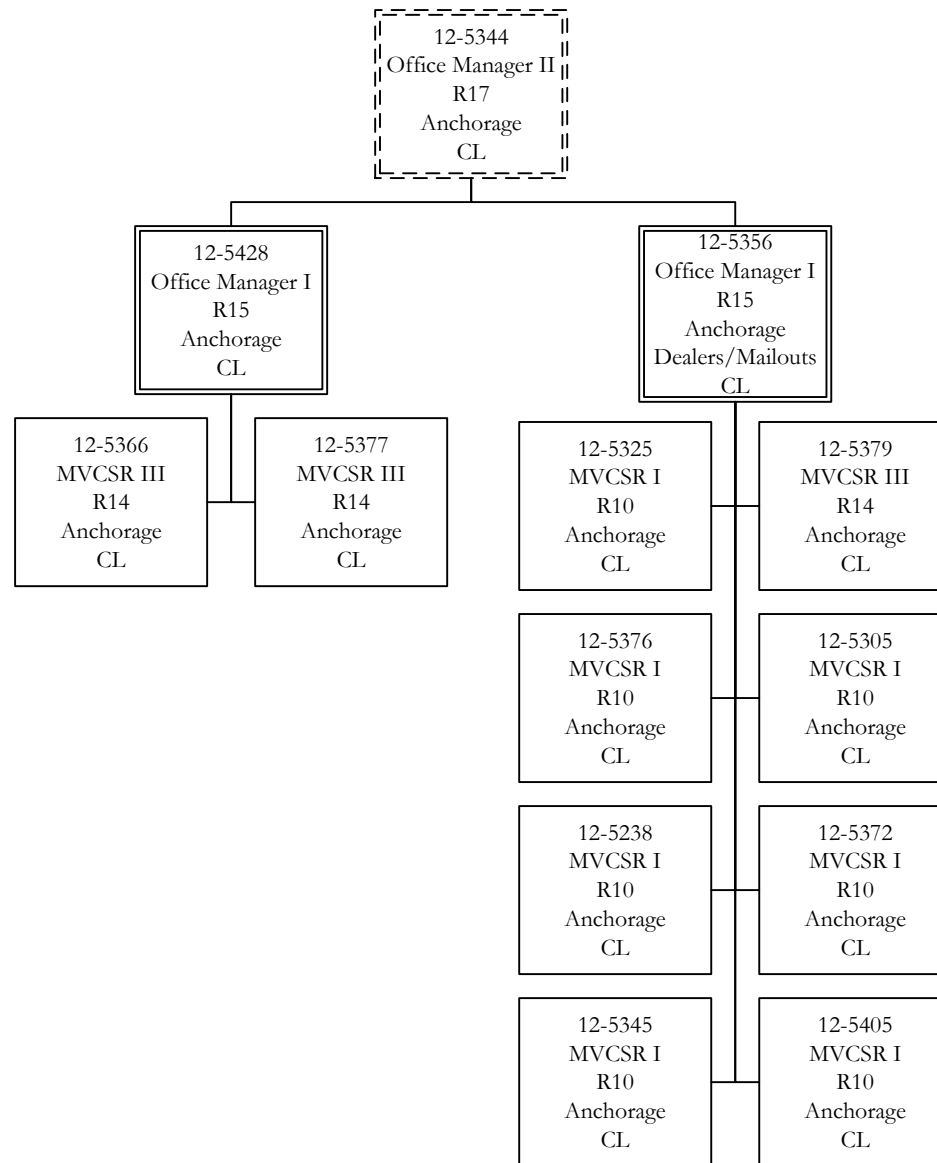 12-5344
Office Manager II
R17
Anchorage
CL
12-5428
Office Manager I
R15
Anchorage
CL
12-5356
Office Manager I
R15
Anchorage
Dealers/Mailouts
CL
12-5366
MVCSR III
R14
Anchorage
CL
12-5377
MVCSR III
R14
Anchorage
CL
12-5325
MVCSR I
R10
Anchorage
CL
12-5379
MVCSR III
R14
Anchorage
CL
12-5376
MVCSR I
R10
Anchorage
CL
12-5305
MVCSR I
R10
Anchorage
CL
12-5238
MVCSR I
R10
Anchorage
CL
12-5372
MVCSR I
R10
Anchorage
CL
12-5345
MVCSR I
R10
Anchorage
CL
12-5405
MVCSR I
R10
Anchorage
CL